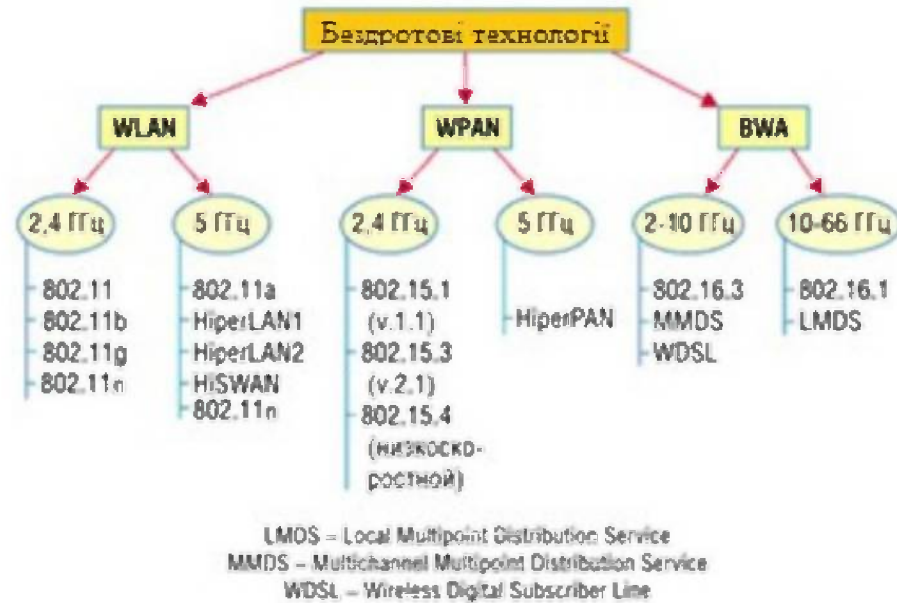 Бездротові технології
WLAN
WPAN
BWA
2,4 ГГц
5 ГГц
2,4 ГГц
5 ГГц
2-10 ГГц
10-66 ГГц
802.11
802.11b
802.11g
802.11n
802.11a
HiperLAN1
HiperLAN2
HiSWAN
802.11n
802.15.1
(v.1.1)
802.15.3
(v.2.1)
802.15.4
(низкоско-
ростной)
HiperPAN
802.16.3
MMDS
WDSL
802.16.1
LMDS
LMDS – Local Multipoint Distribution Service
MMDS – Multichannel Multipoint Distribution Service
WDSL – Wireless Digital Subscriber Line